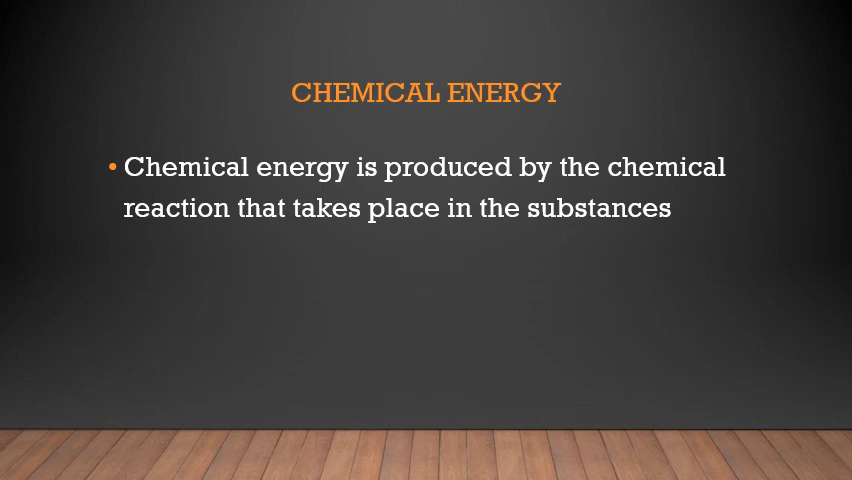 CHEMICAL ENERGY
• Chemical energy is produced by the chemical
reaction that takes place in the substances